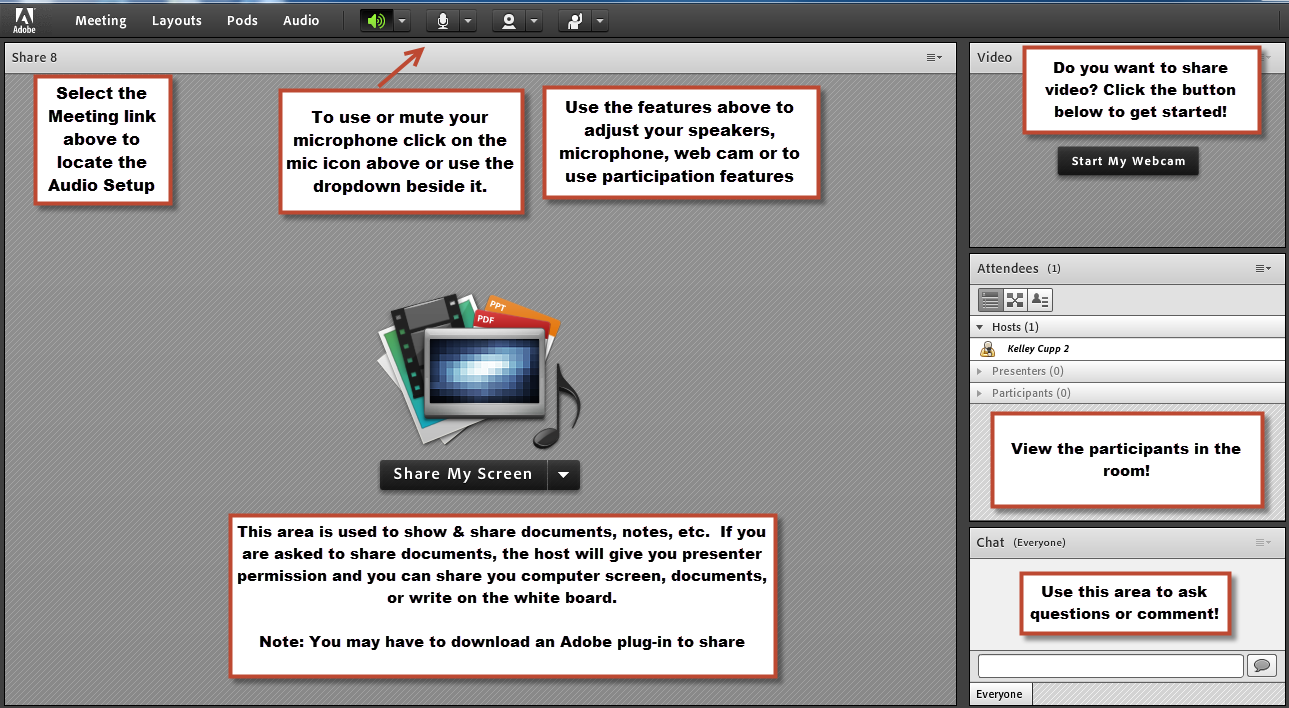 Adobe
Meeting Layouts Pods Audio
Share 8
Select the
Meeting link
above to
locate the
Audio Setup
To use or mute your
microphone click on the
mic icon above or use the
dropdown beside it.
Use the features above to
adjust your speakers,
microphone, web cam or to
use participation features
PPT
PDF
Share My Screen
This area is used to show & share documents, notes, etc.  If you
are asked to share documents, the host will give you presenter
permission and you can share you computer screen, documents,
or write on the white board.
Note: You may have to download an Adobe plug-in to share
Video
Do you want to share
video? Click the button
below to get started!
Start My Webcam
Attendees (1)
Hosts (1)
Kelley Cupp 2
Presenters (0)
Participants (0)
View the participants in the
room!
Chat (Everyone)
Use this area to ask
questions or comment!
Everyone